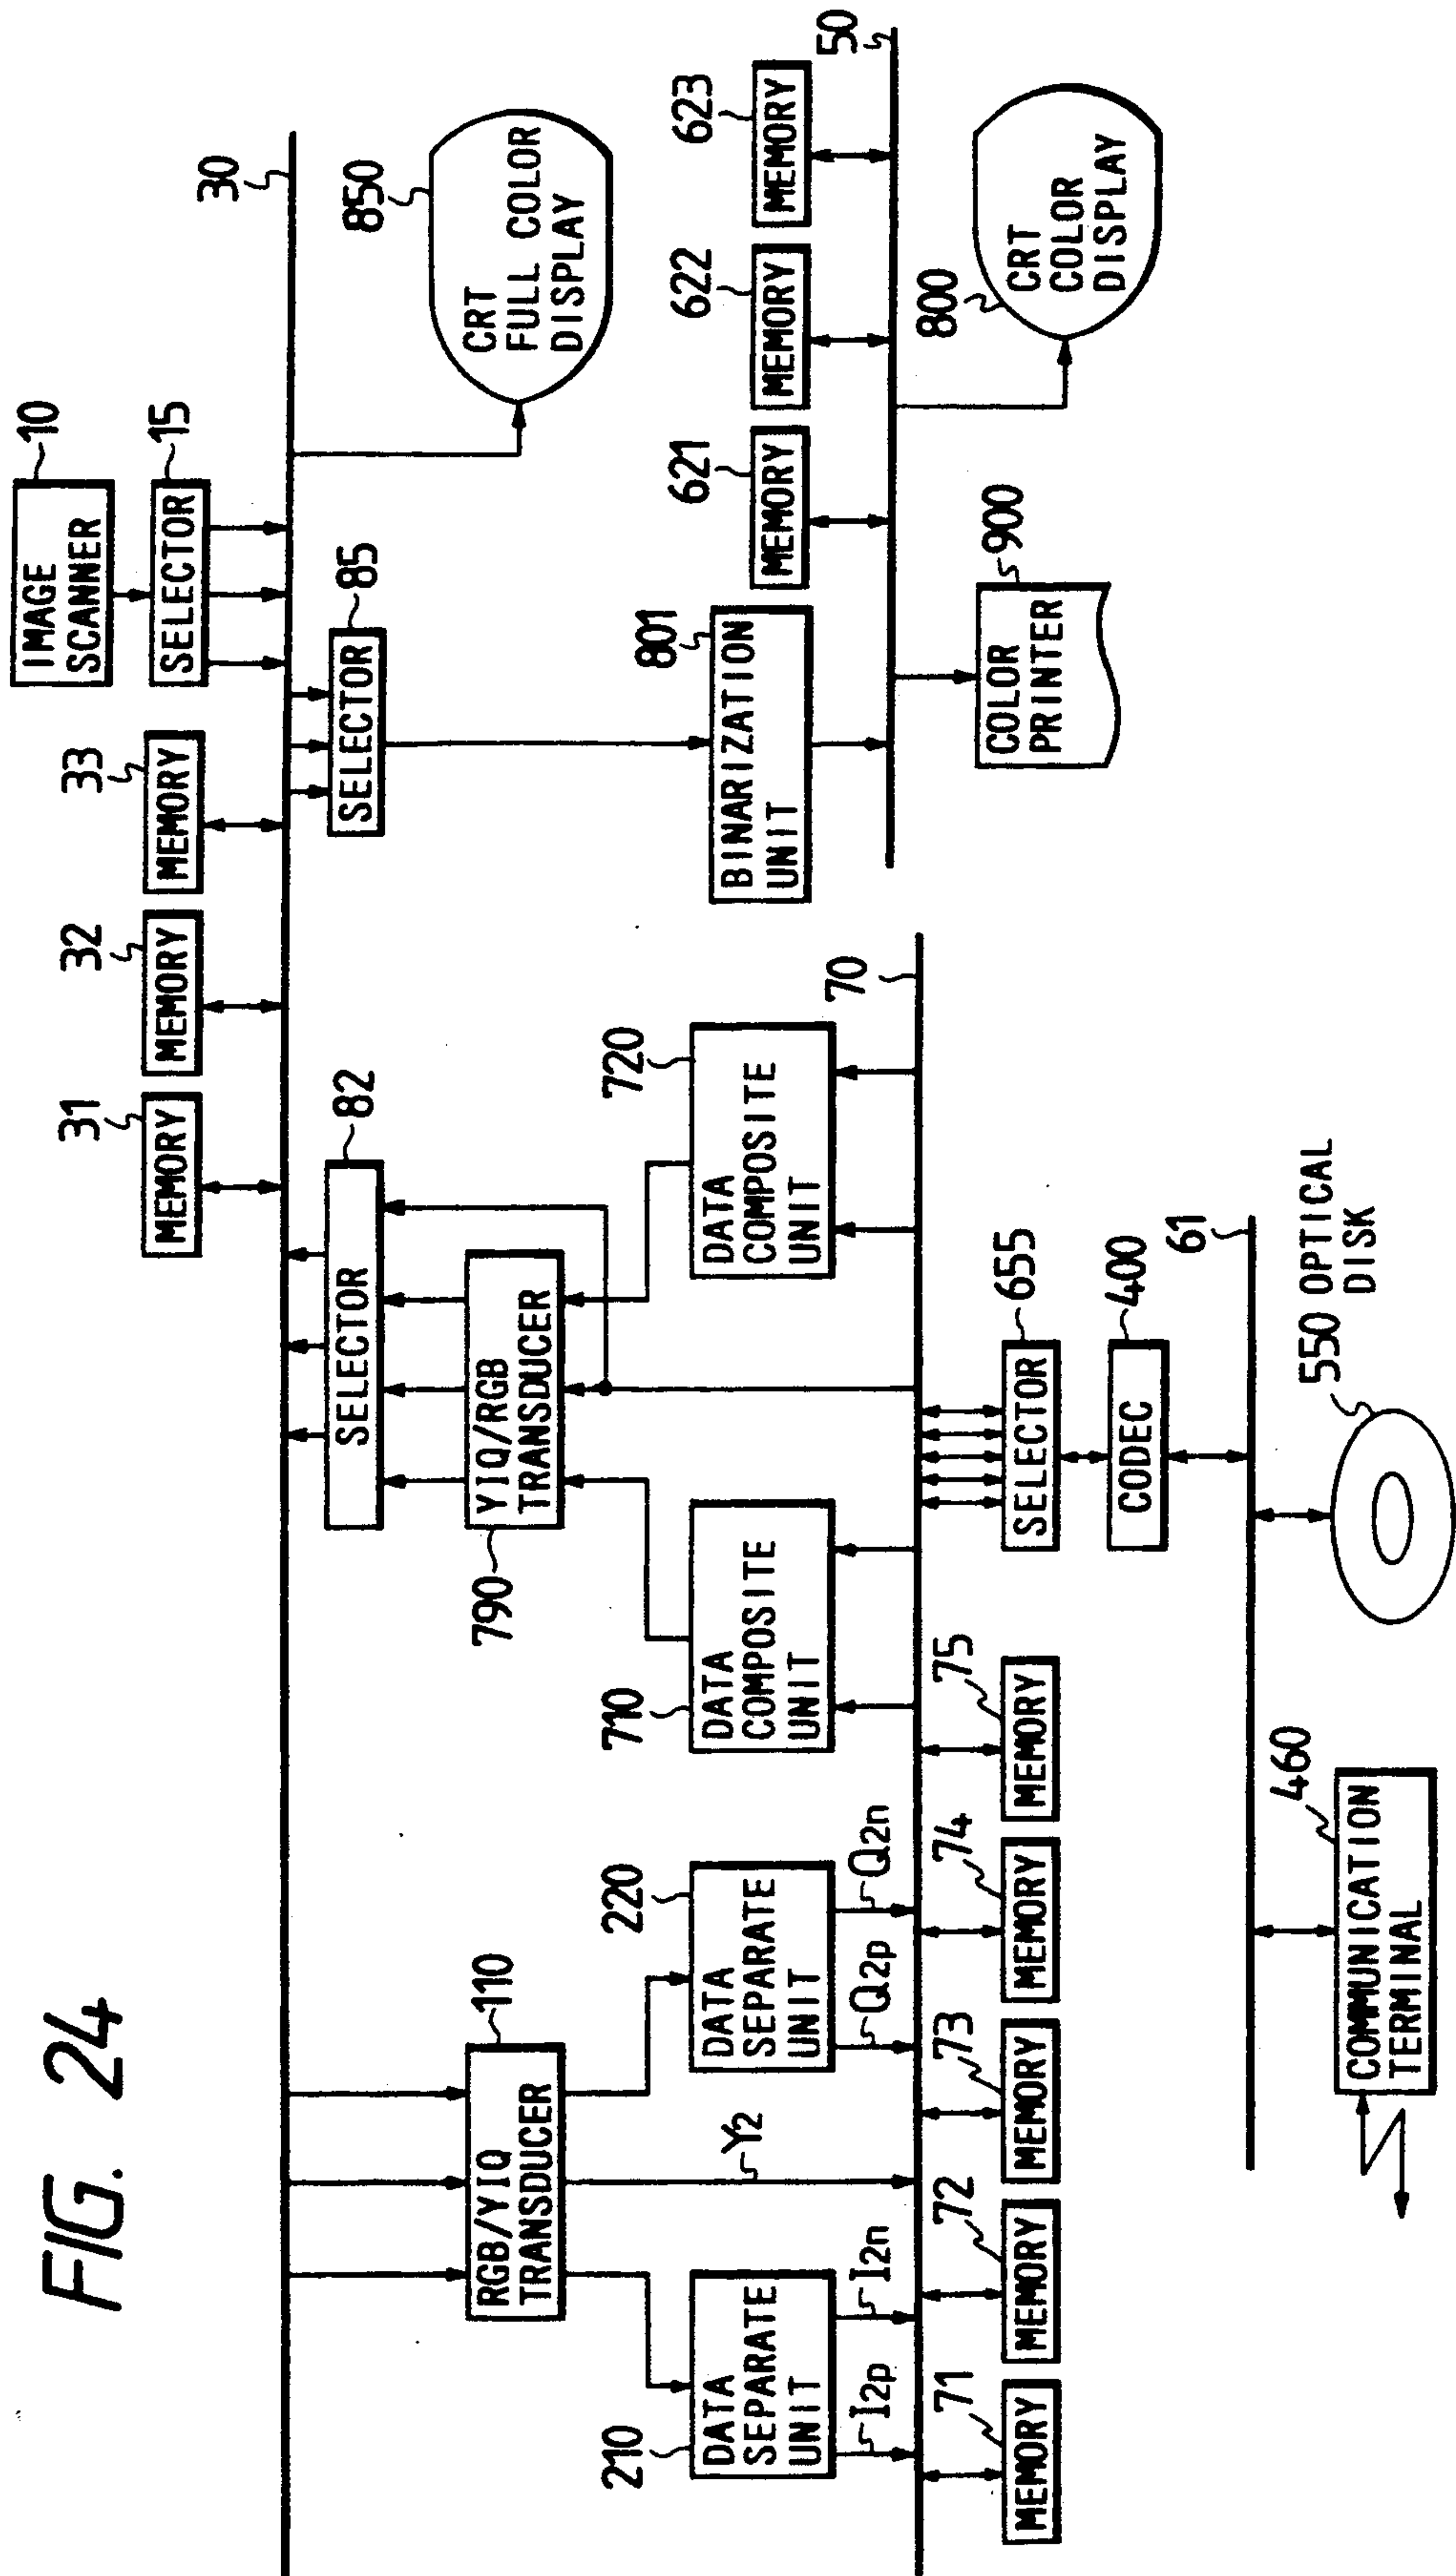 FIG. 24
10
IMAGE
SCANNER
15
SELECTOR
31
MEMORY
32
MEMORY
33
MEMORY
30
82
SELECTOR
85
SELECTOR
850
CRT
FULL COLOR
DISPLAY
110
RGB/YIQ
TRANSDUCER
790
YIQ/RGB
TRANSDUCER
210
DATA
SEPARATE
UNIT
220
DATA
SEPARATE
UNIT
710
DATA
COMPOSITE
UNIT
720
DATA
COMPOSITE
UNIT
801
BINARIZATION
UNIT
621
MEMORY
622
MEMORY
623
MEMORY
I2p
I2n
Y2
Q2p
Q2n
70
50
71
MEMORY
72
MEMORY
73
MEMORY
74
MEMORY
75
MEMORY
655
SELECTOR
400
CODEC
900
COLOR
PRINTER
800
CRT
COLOR
DISPLAY
61
460
COMMUNICATION
TERMINAL
550 OPTICAL
DISK